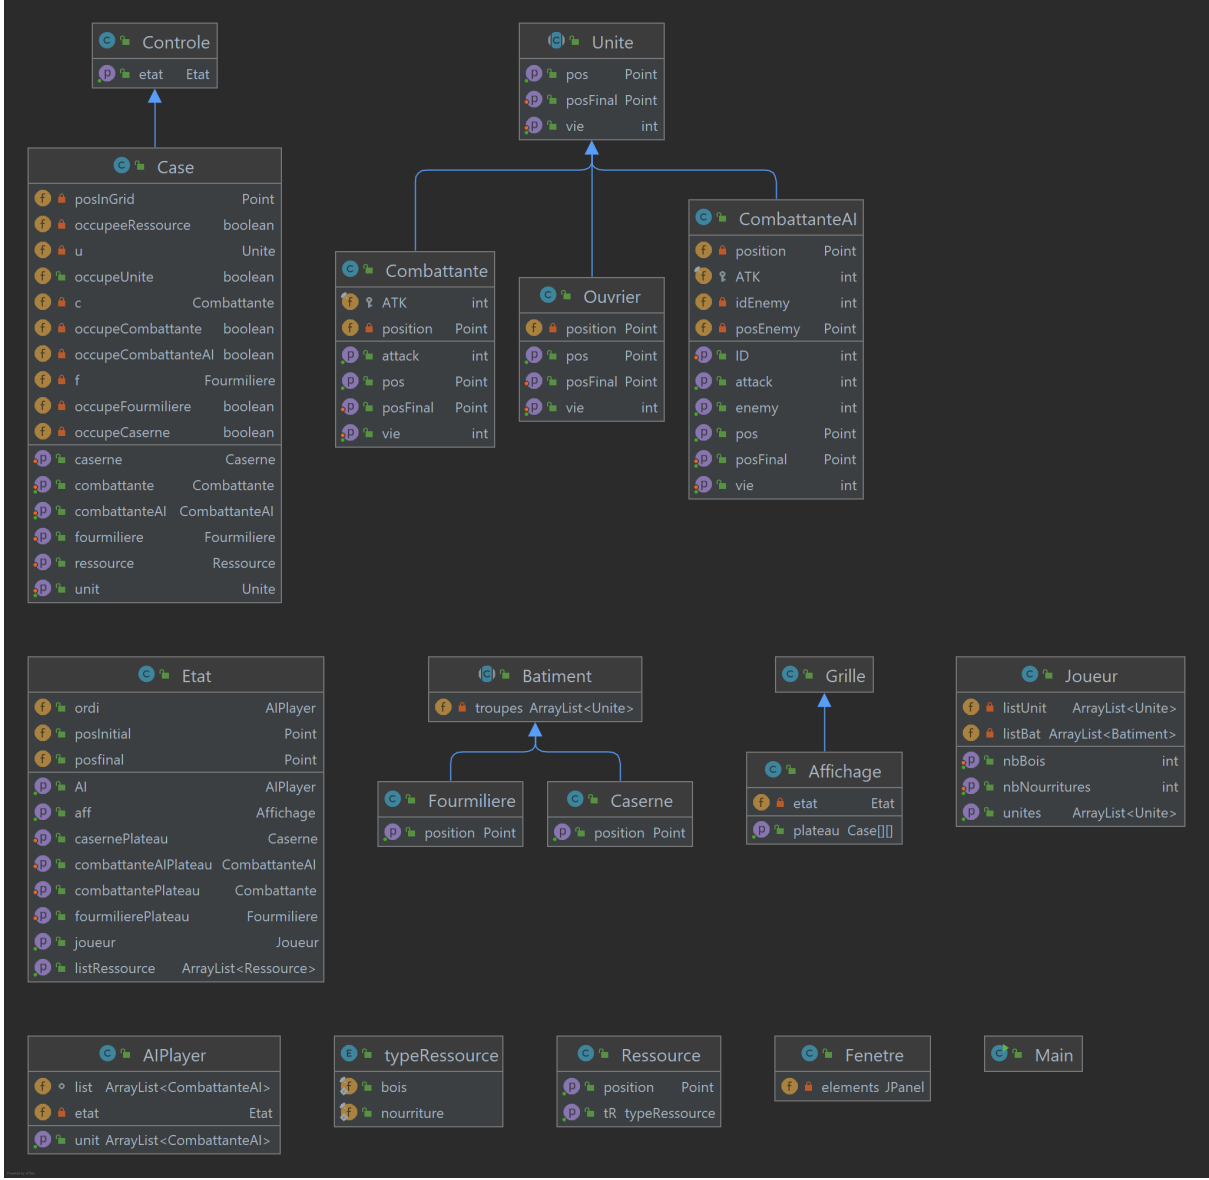 Controle
etat Etat
Unite
pos Point
posFinal Point
vie int
Case
posInGrid Point
occupeeRessource boolean
u Unite
occupeUnite boolean
c Combattante
occupeCombattante boolean
occupeCombattanteAI boolean
f Fourmiliere
occupeFourmiliere boolean
occupeCaserne boolean
caserne Caserne
combattante Combattante
combattanteAI CombattanteAI
fourmiliere Fourmiliere
ressource Ressource
unit Unite
Combattante
ATK int
position Point
attack int
pos Point
posFinal Point
vie int
Ouvrier
position Point
pos Point
posFinal Point
vie int
CombattanteAI
position Point
ATK int
idEnemy int
posEnemy Point
ID int
attack int
enemy int
pos Point
posFinal Point
vie int
Etat
ordi AIPlayer
posInitial Point
posfinal Point
AI AIPlayer
aff Affichage
casernePlateau Caserne
combattanteAIPlateau CombattanteAI
combattantePlateau Combattante
fourmilierePlateau Fourmiliere
joueur Joueur
listRessource ArrayList<Ressource>
Batiment
troupes ArrayList<Unite>
Fourmiliere
position Point
Caserne
position Point
Grille
Affichage
etat Etat
plateau Case[][]
Joueur
listUnit ArrayList<Unite>
listBat ArrayList<Batiment>
nbBois int
nbNourritures int
unites ArrayList<Unite>
AIPlayer
list ArrayList<CombattanteAI>
etat Etat
unit ArrayList<CombattanteAI>
typeRessource
bois
nourriture
Ressource
position Point
tR typeRessource
Fenetre
elements JPanel
Main